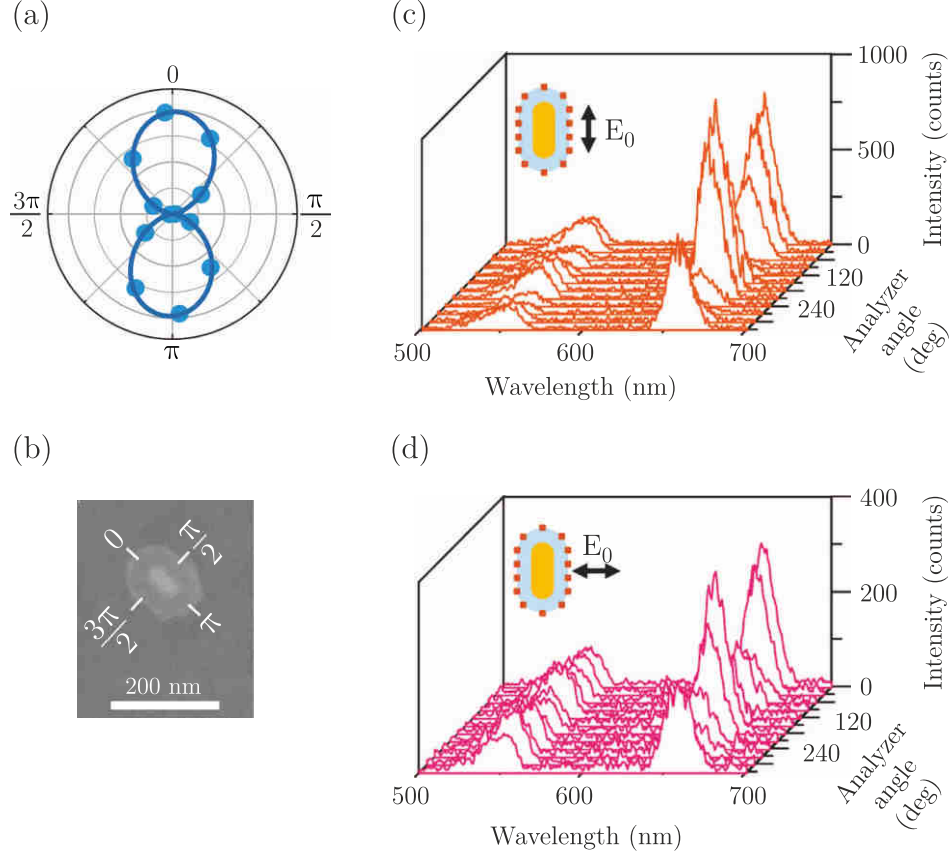 (a)
0
π/2
π
3π/2
(b)
0
π/2
π
3π/2
200 nm
(c)
E₀
1000
500
0
Intensity (counts)
120
240
Analyzer
angle
(deg)
500
600
700
Wavelength (nm)
(d)
E₀
400
200
0
Intensity (counts)
120
240
Analyzer
angle
(deg)
500
600
700
Wavelength (nm)